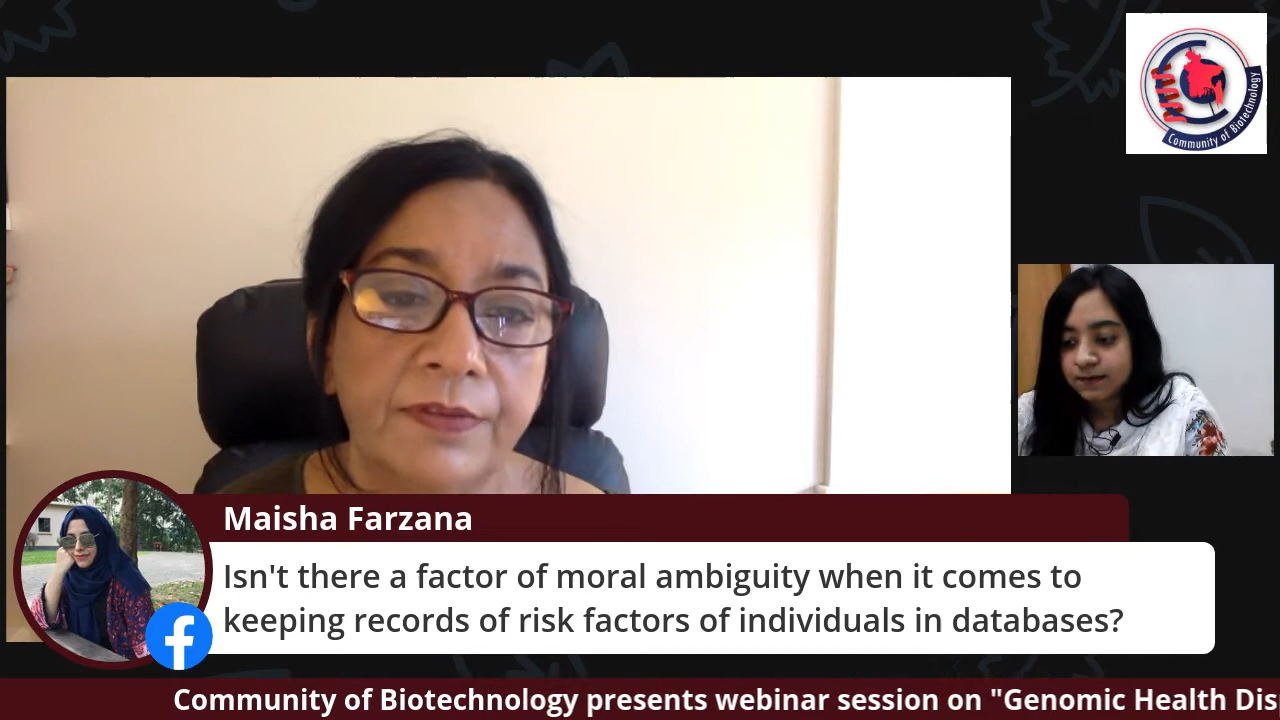 Community of Biotechnology
Maisha Farzana
Isn't there a factor of moral ambiguity when it comes to
keeping records of risk factors of individuals in databases?
Community of Biotechnology presents webinar session on "Genomic Health Dis